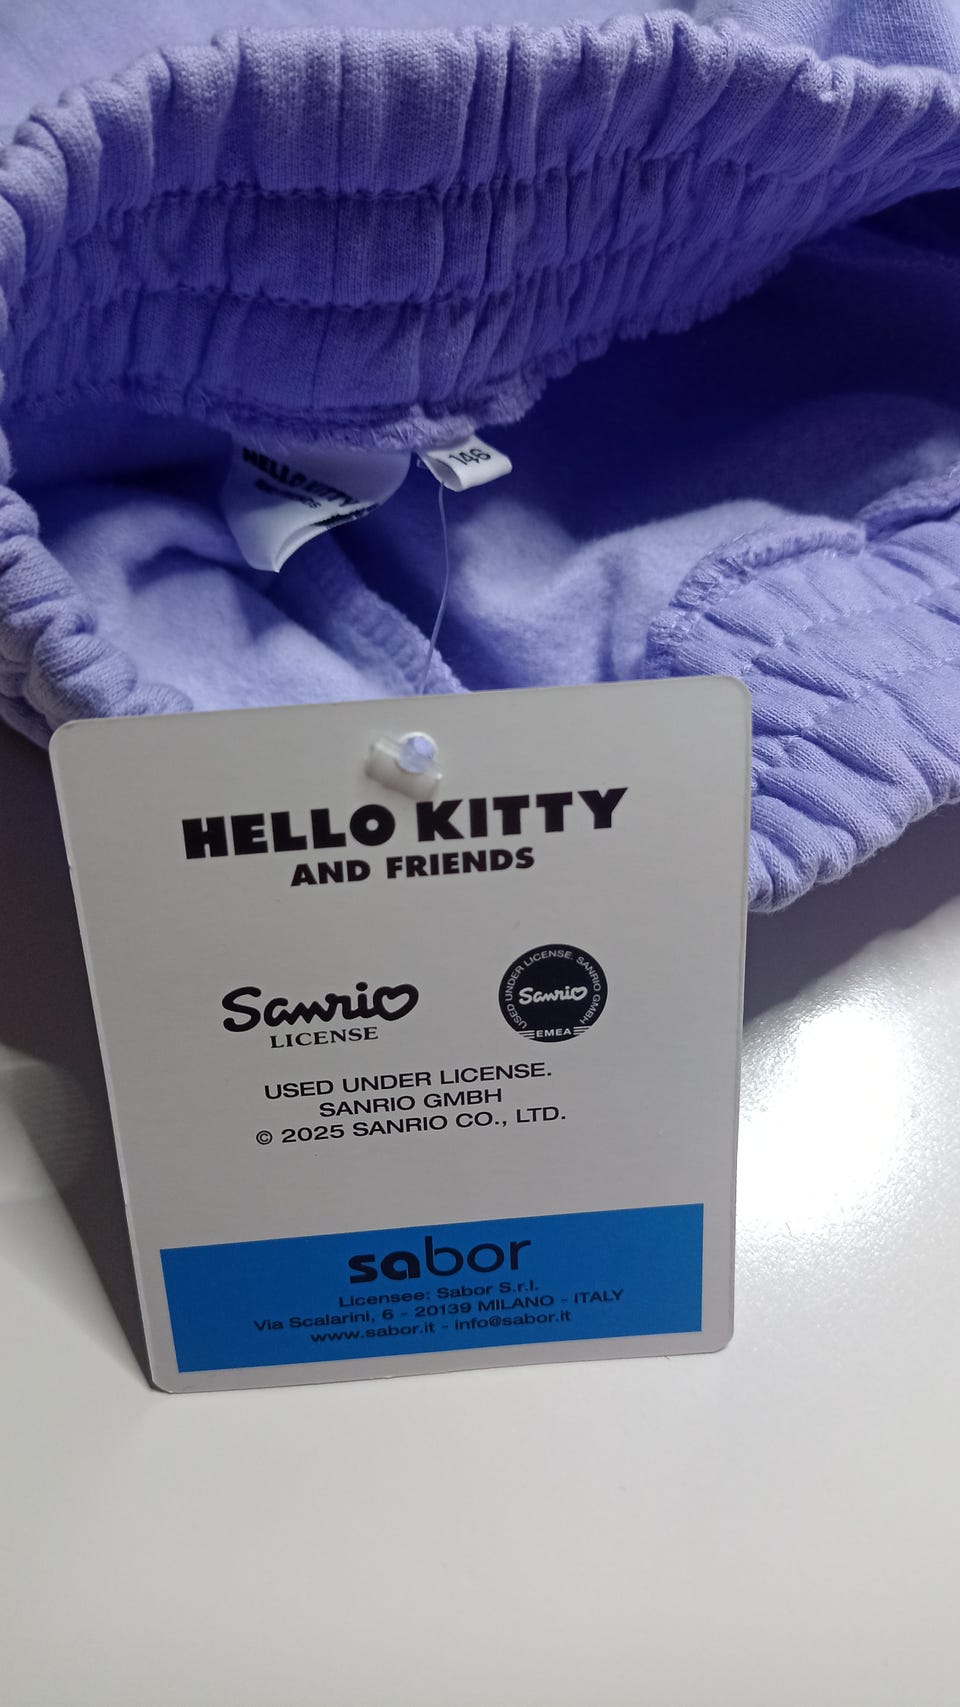 HELLO KITTY
146
HELLO KITTY
AND FRIENDS
Sanrio
LICENSE
USED UNDER LICENSE. SANRIO GMBH
Sanrio
EMEA
USED UNDER LICENSE.
SANRIO GMBH
© 2025 SANRIO CO., LTD.
sabor
Licensee: Sabor S.r.l.
Via Scalarini, 6 - 20139 MILANO - ITALY
www.sabor.it - info@sabor.it